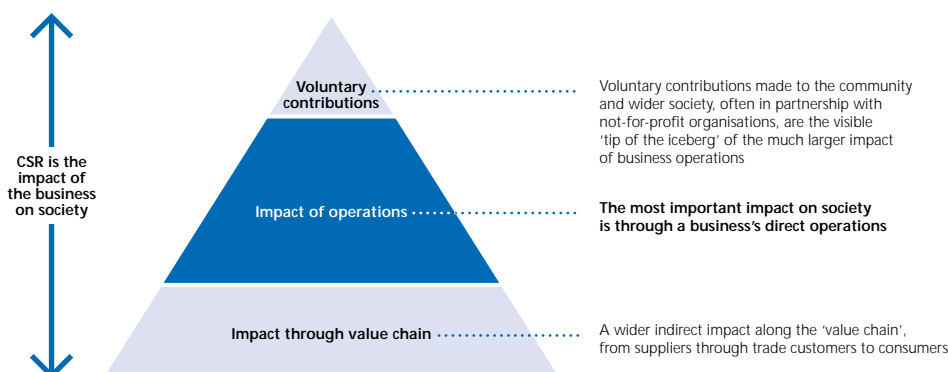 CSR is the
impact of
the business
on society
Voluntary
contributions
Voluntary contributions made to the community
and wider society, often in partnership with
not-for-profit organisations, are the visible
‘tip of the iceberg’ of the much larger impact
of business operations
Impact of operations
The most important impact on society
is through a business’s direct operations
Impact through value chain
A wider indirect impact along the ‘value chain’,
from suppliers through trade customers to consumers